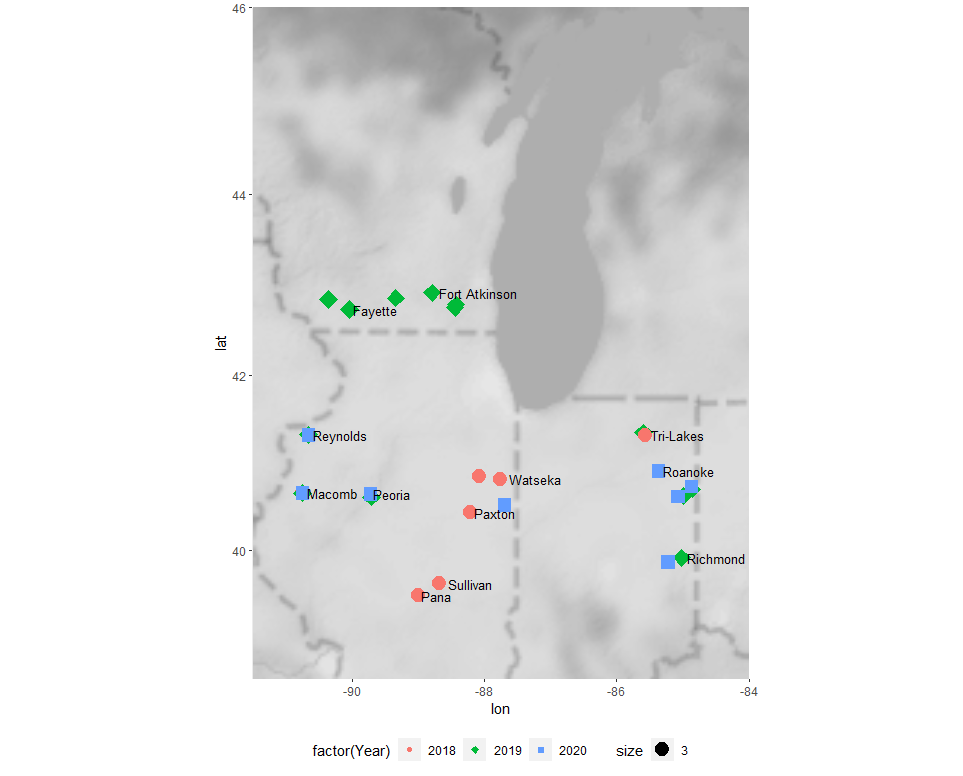 46
44
42
40
lat
Fort Atkinson
Fayette
Reynolds
Tri-Lakes
Roanoke
Watseka
Macomb
Peoria
Paxton
Richmond
Sullivan
Pana
-90
-88
-86
-84
lon
factor(Year) 2018 2019 2020 size 3